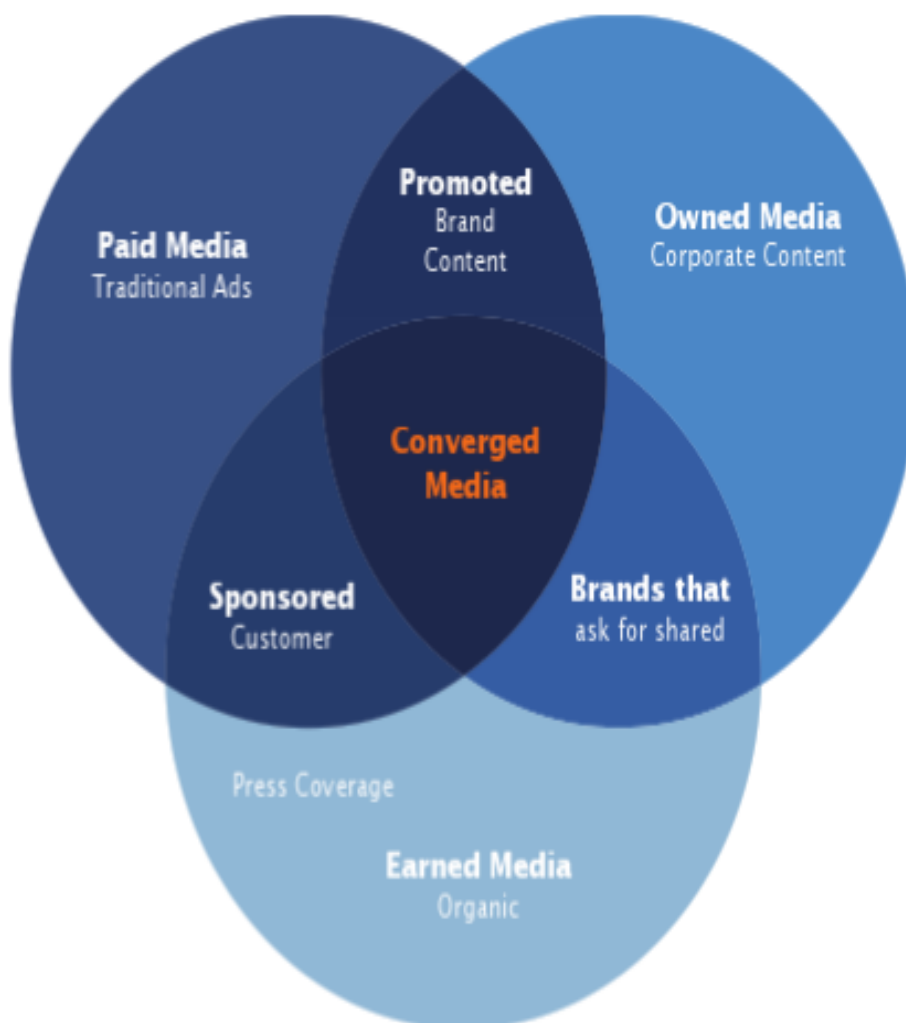 Promoted
Brand
Content
Paid Media
Traditional Ads
Owned Media
Corporate Content
Converged
Media
Sponsored
Customer
Brands that
ask for shared
Press Coverage
Earned Media
Organic